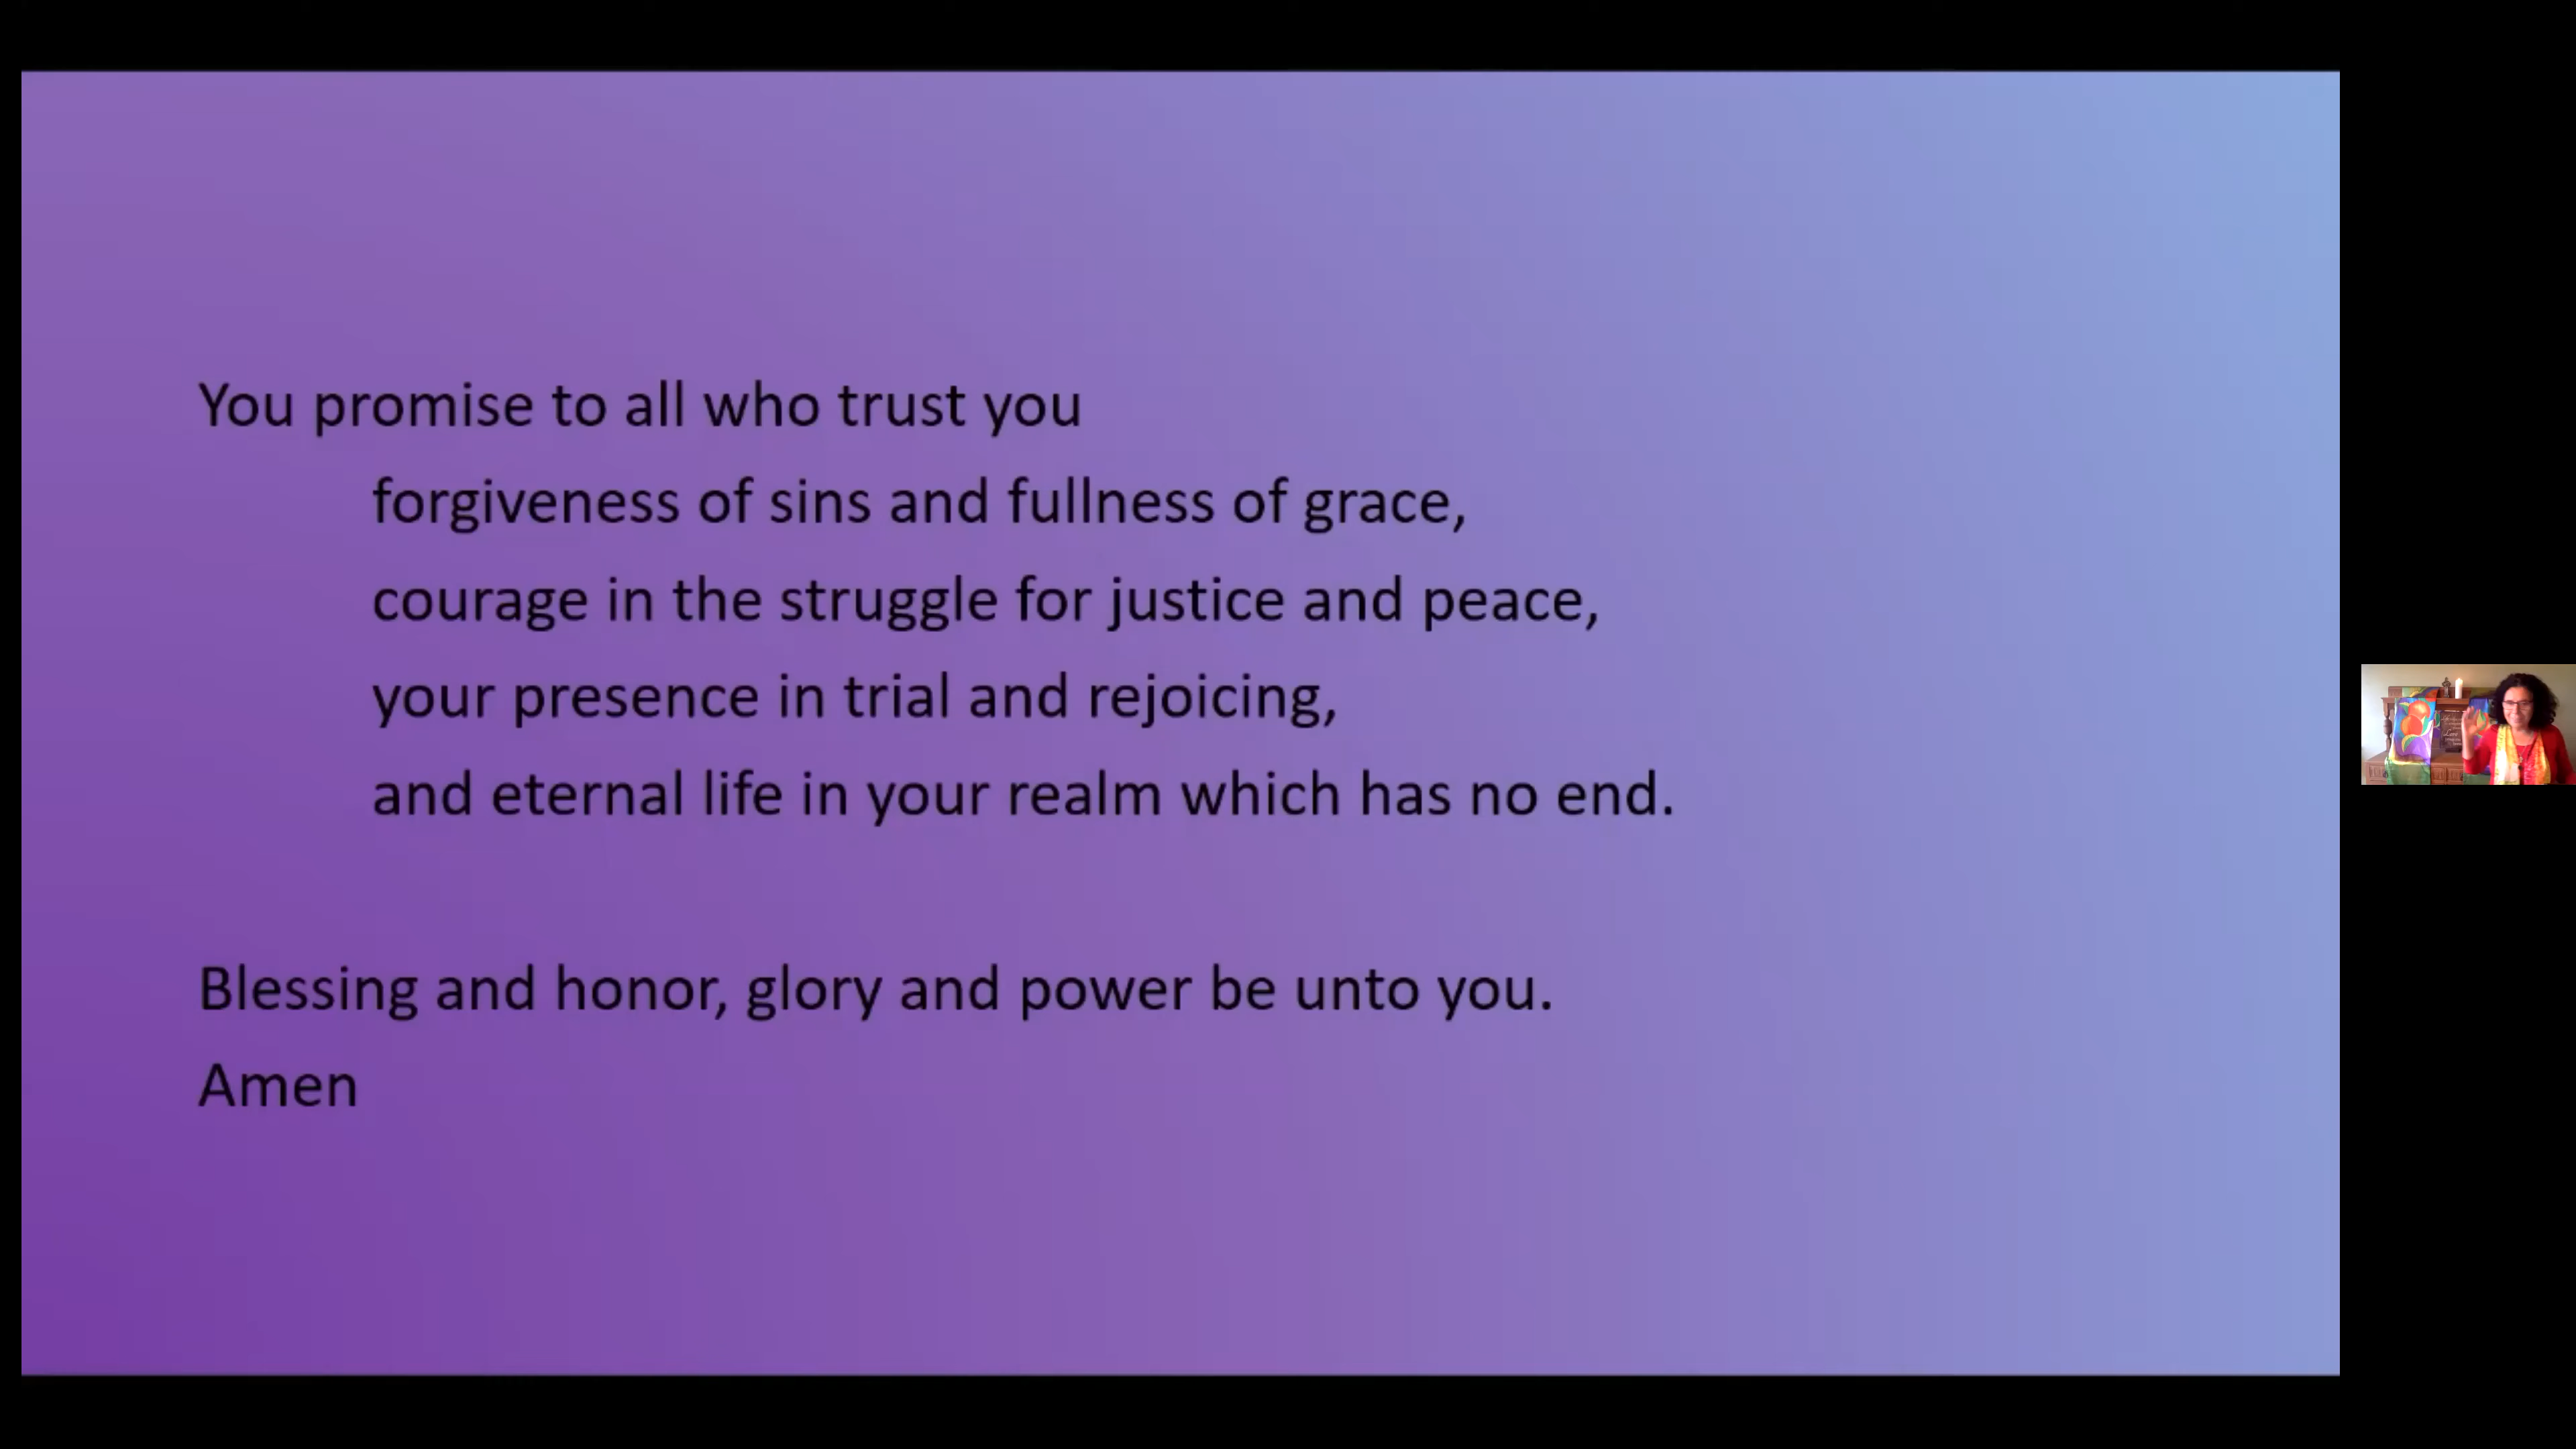 You promise to all who trust you
forgiveness of sins and fullness of grace,
courage in the struggle for justice and peace,
your presence in trial and rejoicing,
and eternal life in your realm which has no end.
Blessing and honor, glory and power be unto you.
Amen